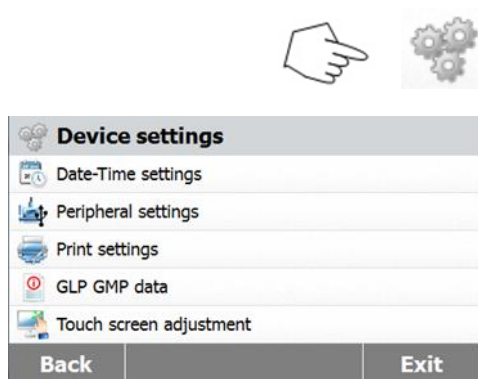 Device settings
Date-Time settings
Peripheral settings
Print settings
GLP GMP data
Touch screen adjustment
Back Exit